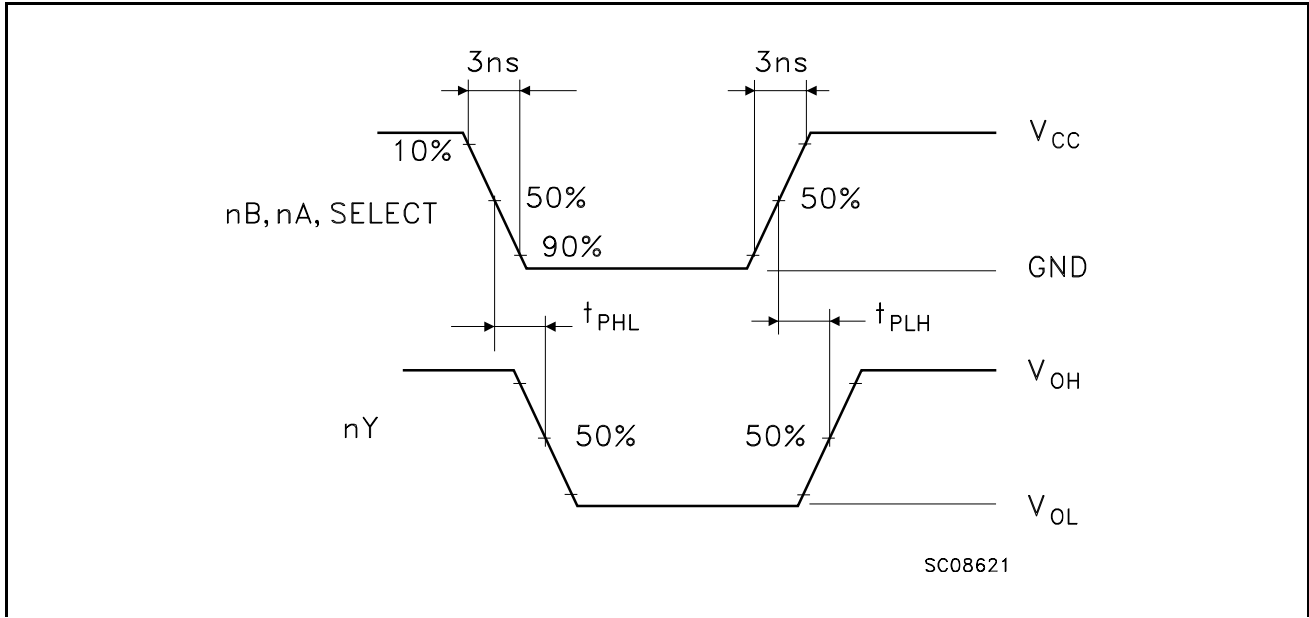 3ns 3ns
V_CC
10%
50% 50%
nB, nA, SELECT
90%
GND
t_PHL t_PLH
V_OH
nY 50% 50%
V_OL
SC08621